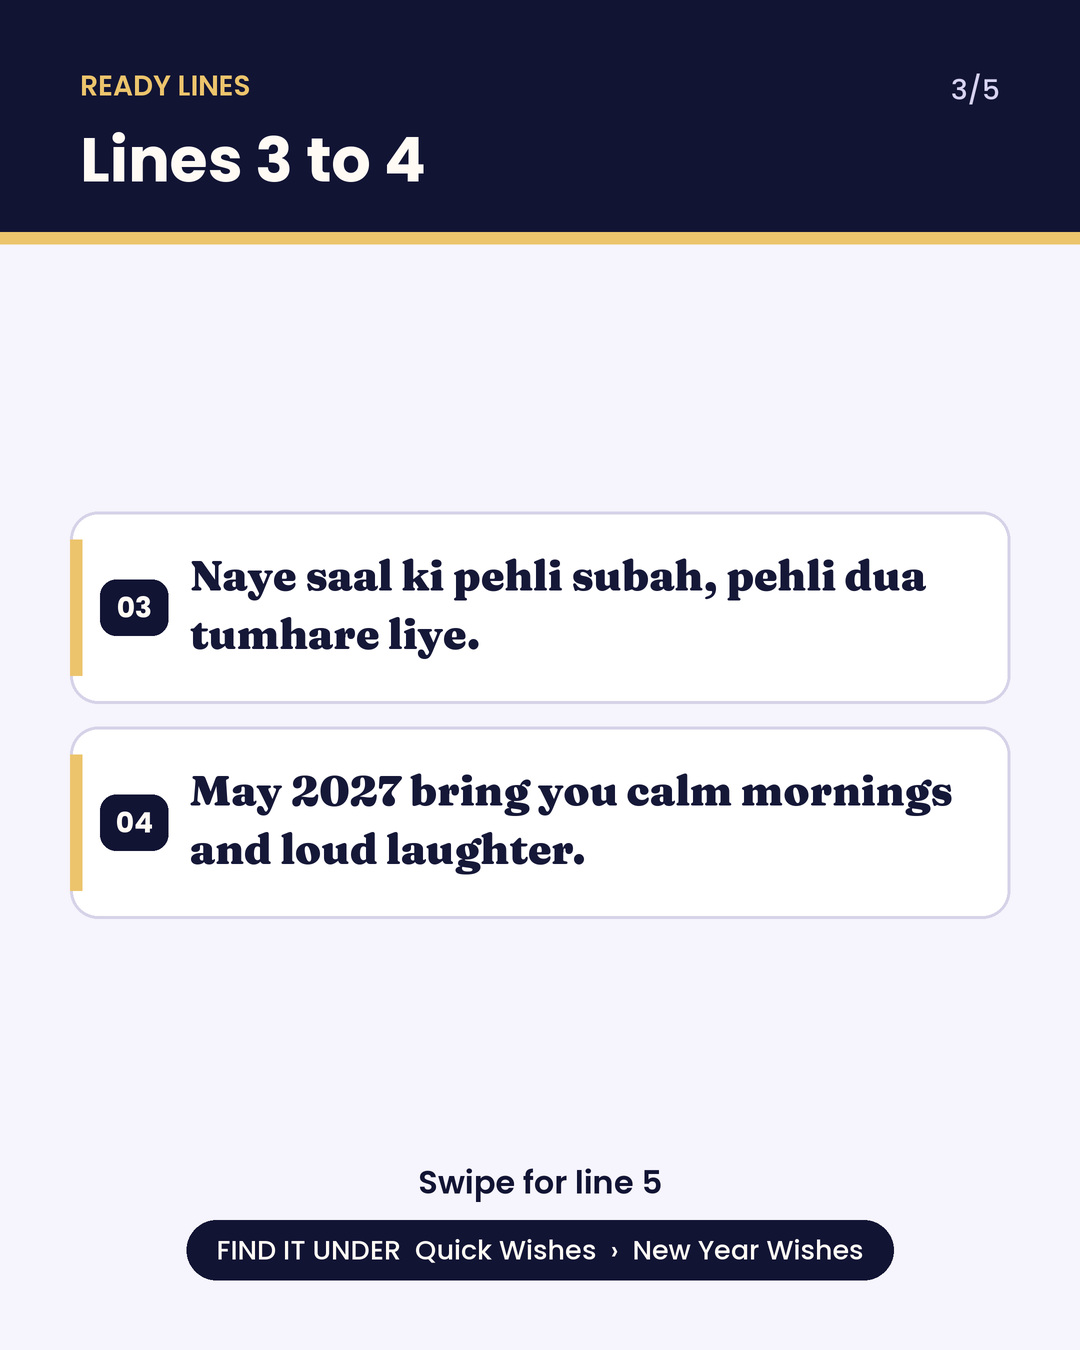 READY LINES
3/5
Lines 3 to 4
03
Naye saal ki pehli subah, pehli dua
tumhare liye.
04
May 2027 bring you calm mornings
and loud laughter.
Swipe for line 5
FIND IT UNDER Quick Wishes › New Year Wishes